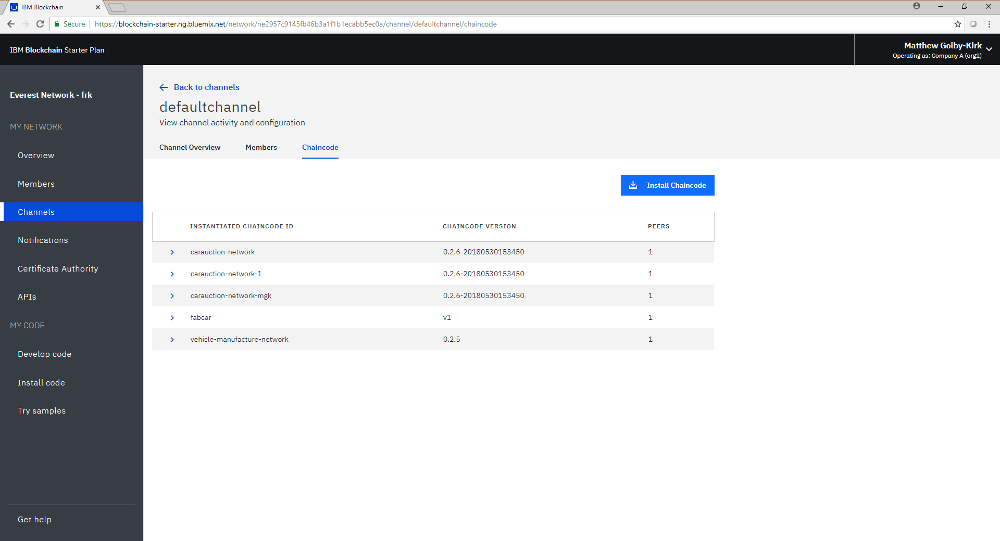 IBM Blockchain
Secure
https://blockchain-starter.ng.bluemix.net/network/ne2957c9145fb46b3a1f1b1ecabb5ec0a/channel/defaultchannel/chaincode
IBM Blockchain Starter Plan
Matthew Golby-Kirk
Operating as: Company A (org1)
Everest Network - frk
MY NETWORK
Overview
Members
Channels
Notifications
Certificate Authority
APIs
MY CODE
Develop code
Install code
Try samples
Get help
Back to channels
defaultchannel
View channel activity and configuration
Channel Overview Members Chaincode
Install Chaincode
INSTANTIATED CHAINCODE ID CHAINCODE VERSION PEERS
carauction-network 0.2.6-20180530153450 1
carauction-network-1 0.2.6-20180530153450 1
carauction-network-mgk 0.2.6-20180530153450 1
fabcar v1 1
vehicle-manufacture-network 0.2.5 1